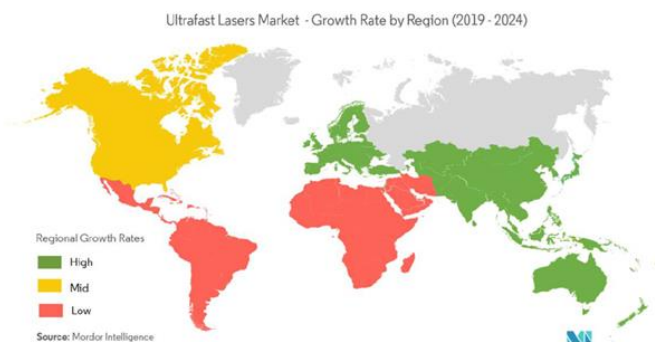 Ultrafast Lasers Market - Growth Rate by Region (2019 - 2024)
Regional Growth Rates
High
Mid
Low
Source: Mordor Intelligence